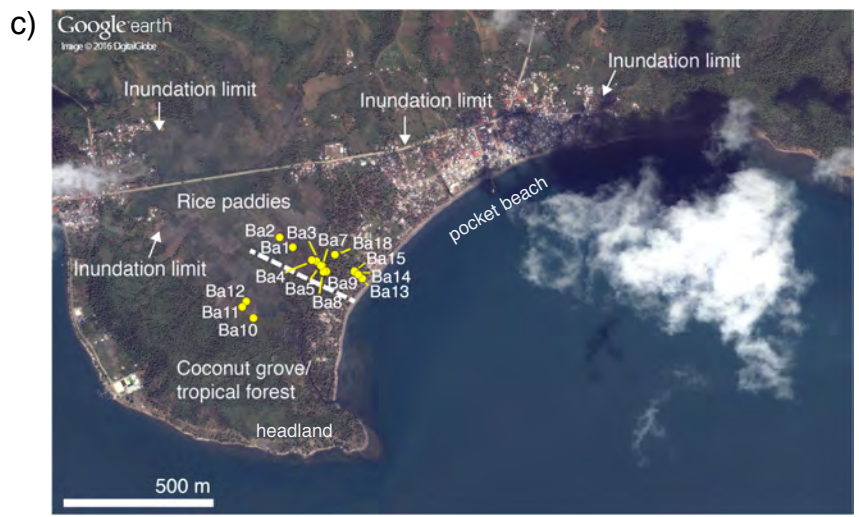 c)
Google earth
Image © 2016 DigitalGlobe
Inundation limit
Inundation limit
Inundation limit
pocket beach
Rice paddies
Ba2
Ba3
Ba7
Ba18
Ba1
Ba15
Inundation limit
Ba4
Ba14
Ba5
Ba9
Ba13
Ba8
Ba12
Ba11
Ba10
Coconut grove/
tropical forest
headland
500 m